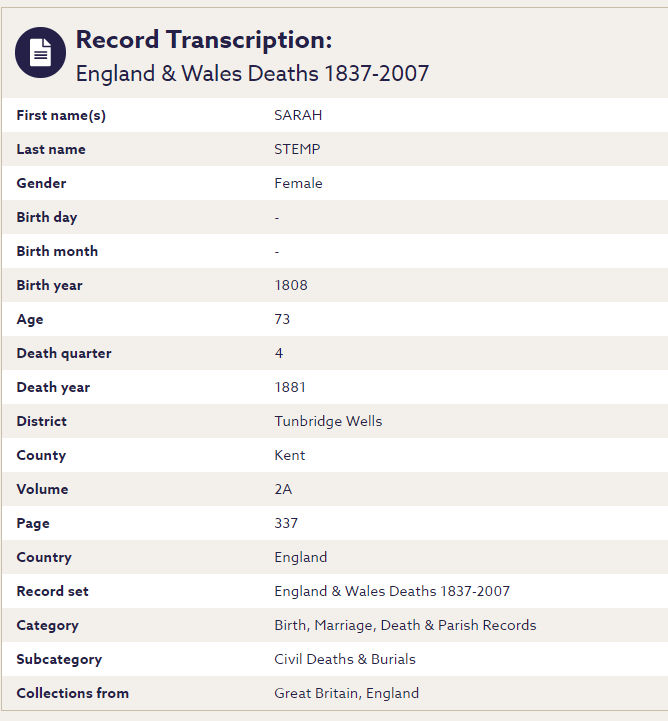 Record Transcription:
England & Wales Deaths 1837-2007
First name(s) SARAH
Last name STEMP
Gender Female
Birth day -
Birth month -
Birth year 1808
Age 73
Death quarter 4
Death year 1881
District Tunbridge Wells
County Kent
Volume 2A
Page 337
Country England
Record set England & Wales Deaths 1837-2007
Category Birth, Marriage, Death & Parish Records
Subcategory Civil Deaths & Burials
Collections from Great Britain, England